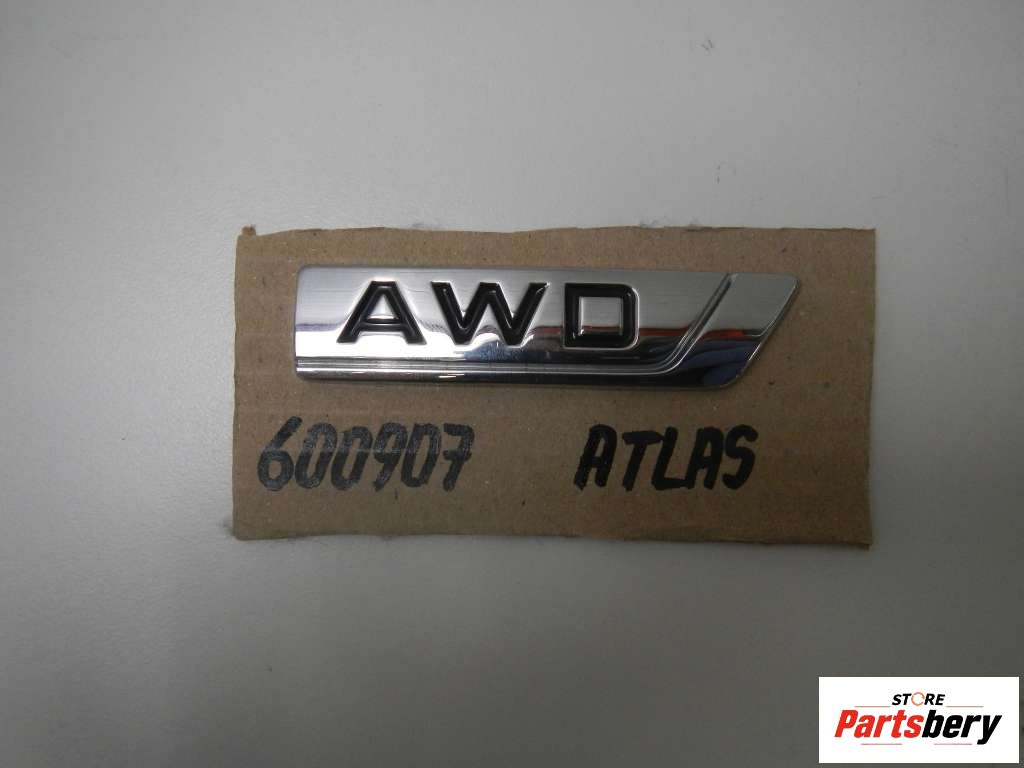 AWD
600907 ATLAS
STORE
Partsbery